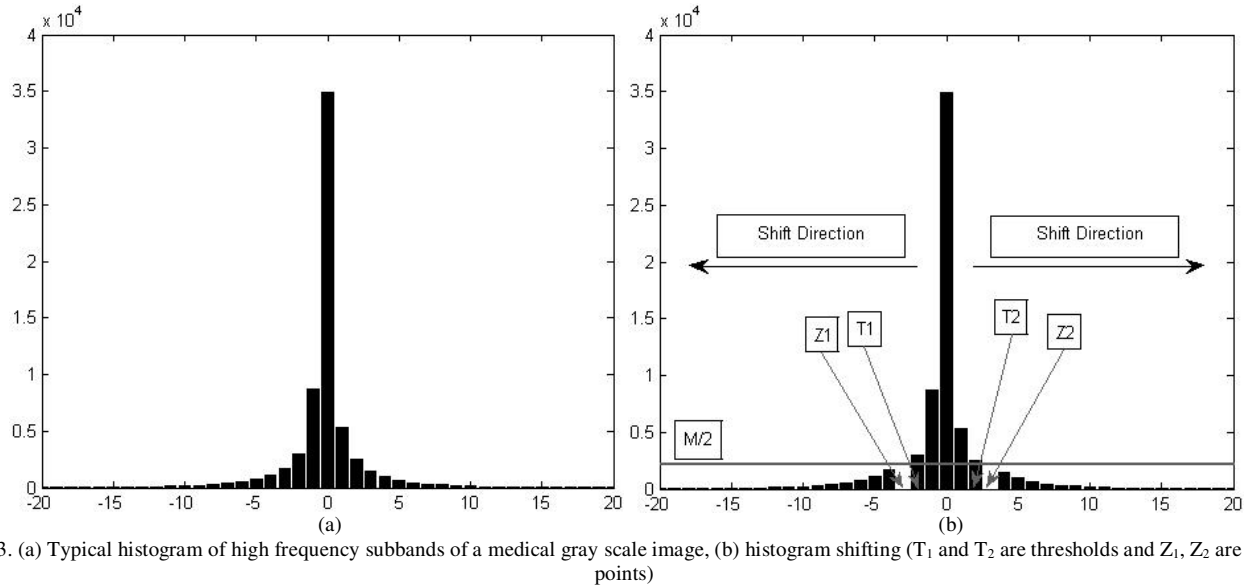 x 10⁴
4
3.5
3
2.5
2
1.5
1
0.5
0
-20 -15 -10 -5 0 5 10 15 20
(a)
x 10⁴
4
3.5
3
2.5
2
1.5
1
0.5
0
Shift Direction Shift Direction
Z1 T1 T2 Z2
M/2
-20 -15 -10 -5 0 5 10 15 20
(b)
3. (a) Typical histogram of high frequency subbands of a medical gray scale image, (b) histogram shifting (T₁ and T₂ are thresholds and Z₁, Z₂ are
points)